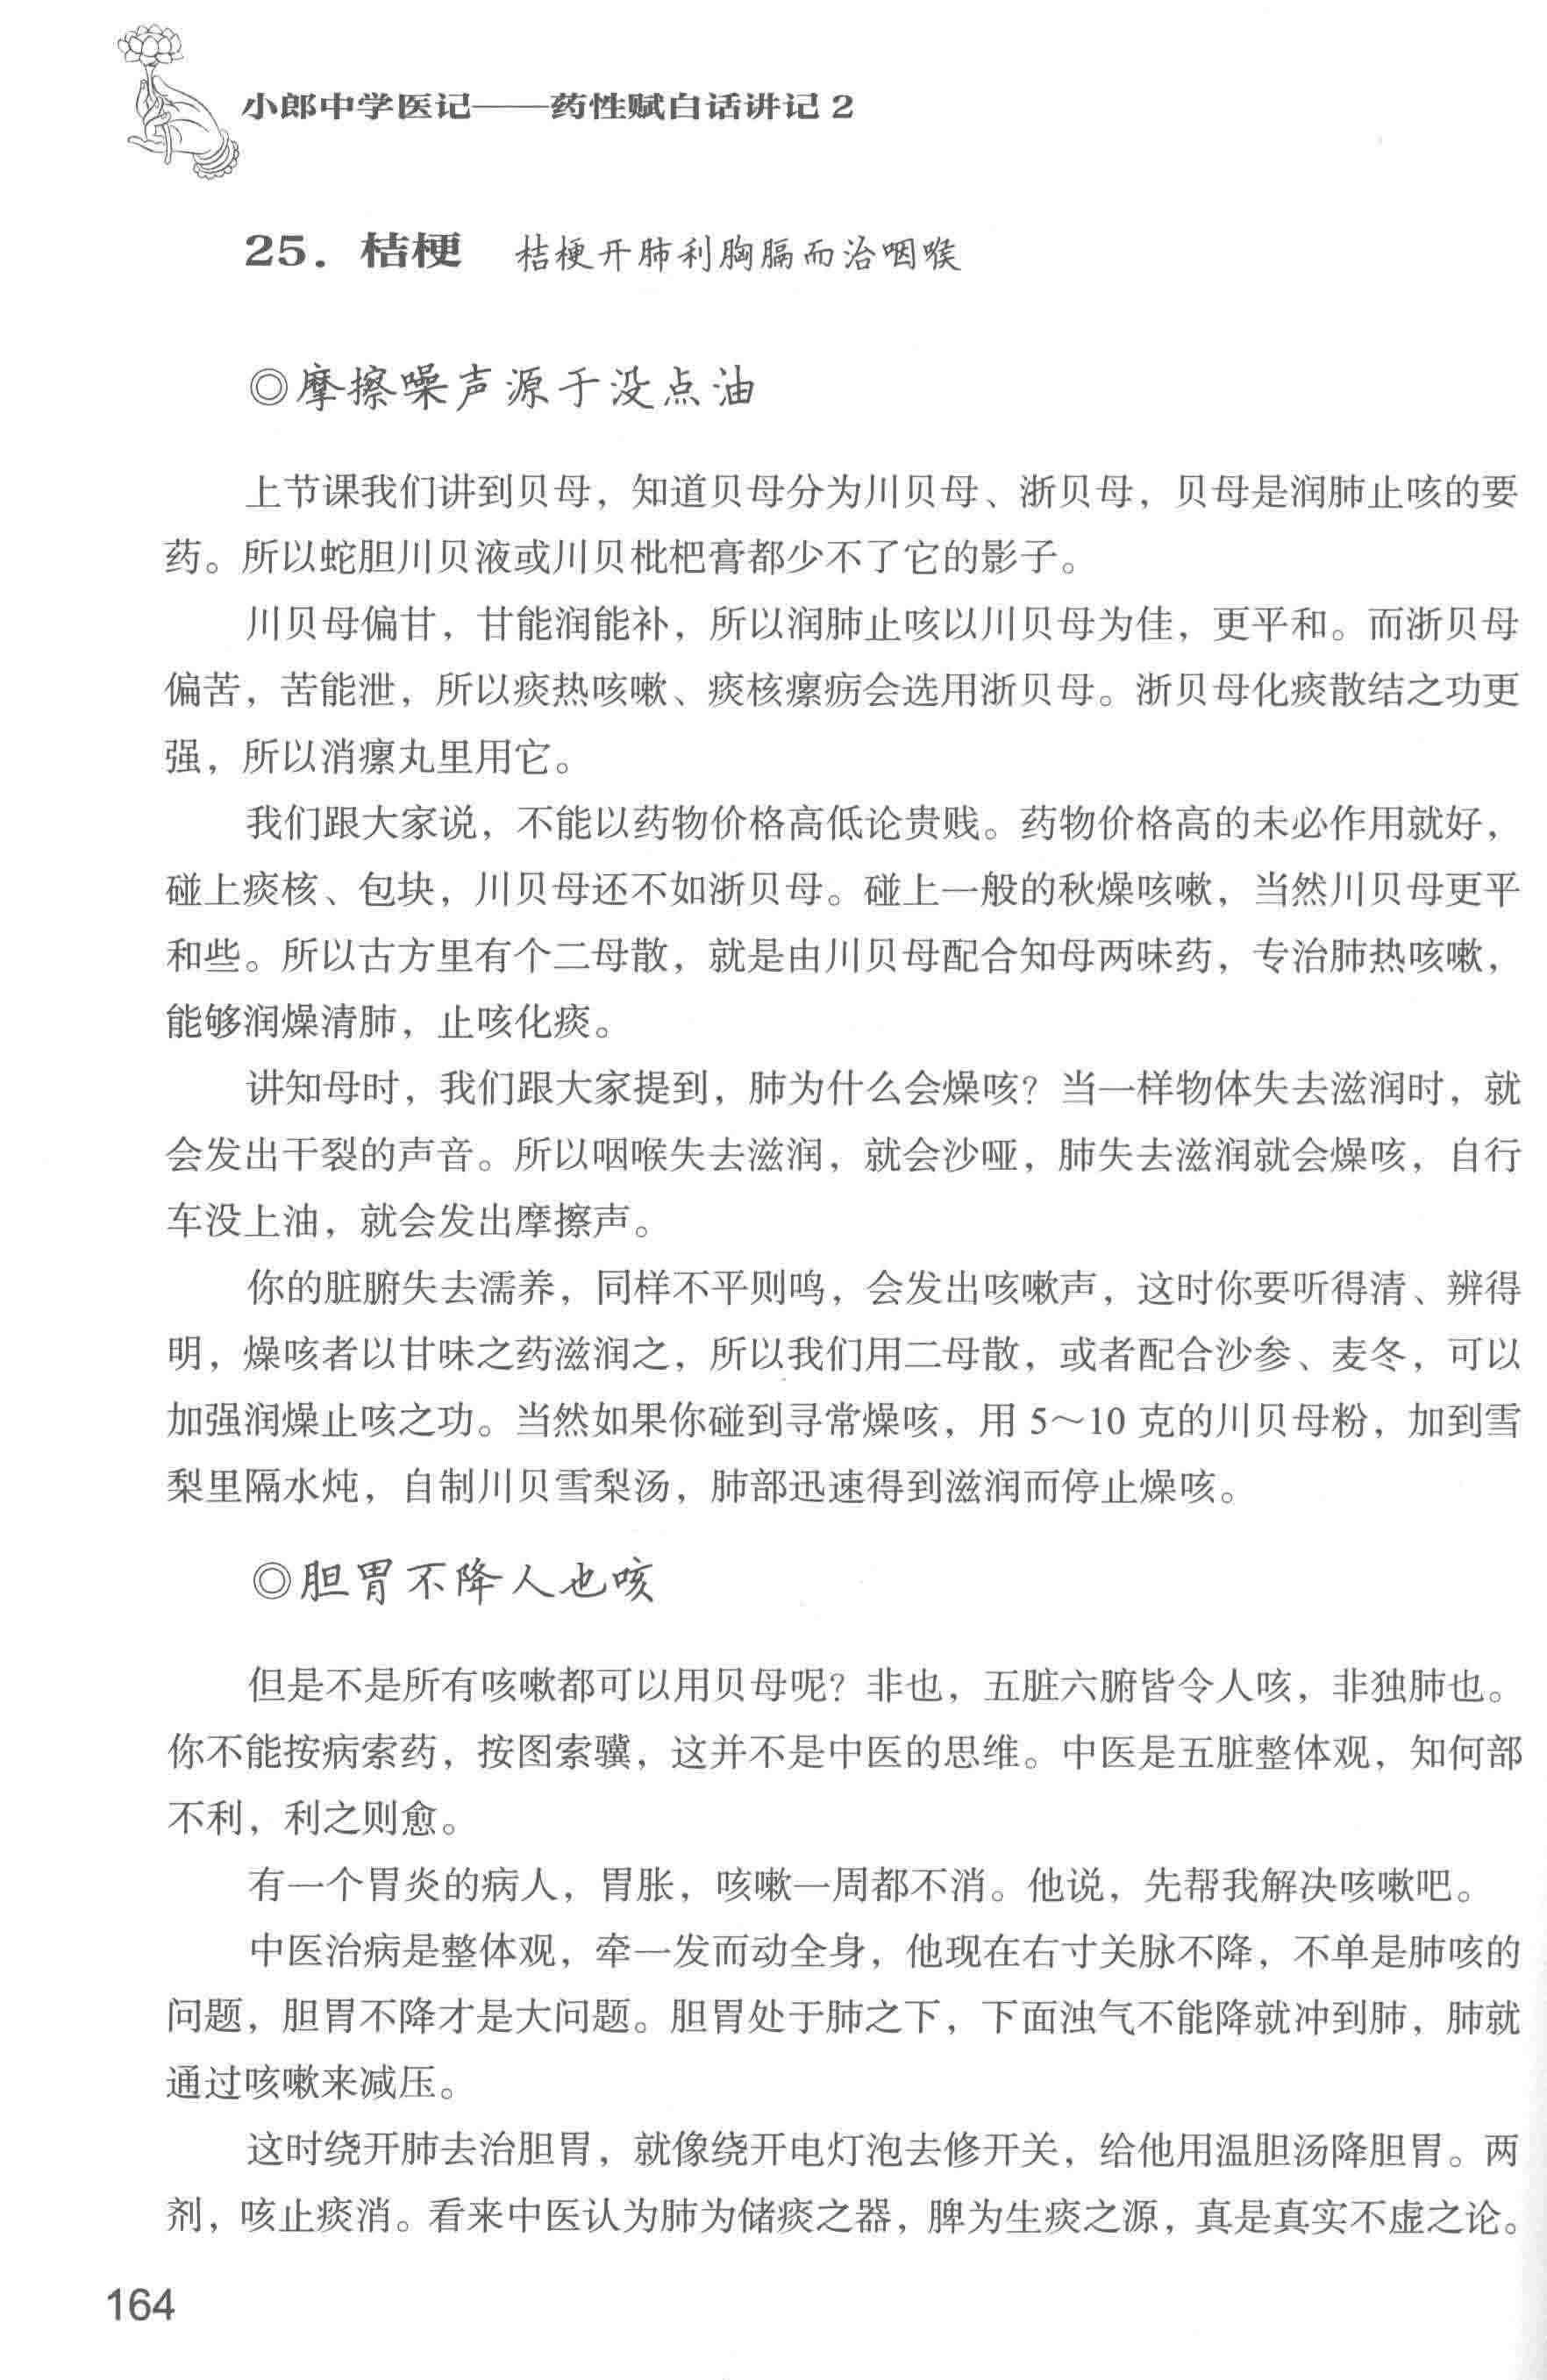 小郎中学医记——药性赋白话讲记 2
25. 桔梗 桔梗开肺利胸膈而治咽喉
◎摩擦噪声源于没点油
上节课我们讲到贝母，知道贝母分为川贝母、浙贝母，贝母是润肺止咳的要
药。所以蛇胆川贝液或川贝枇杷膏都少不了它的影子。
川贝母偏甘，甘能润能补，所以润肺止咳以川贝母为佳，更平和。而浙贝母
偏苦，苦能泄，所以痰热咳嗽、痰核瘰疬会选用浙贝母。浙贝母化痰散结之功更
强，所以消瘰丸里用它。
我们跟大家说，不能以药物价格高低论贵贱。药物价格高的未必作用就好，
碰上痰核、包块，川贝母还不如浙贝母。碰上一般的秋燥咳嗽，当然川贝母更平
和些。所以古方里有个二母散，就是由川贝母配合知母两味药，专治肺热咳嗽，
能够润燥清肺，止咳化痰。
讲知母时，我们跟大家提到，肺为什么会燥咳？当一样物体失去滋润时，就
会发出干裂的声音。所以咽喉失去滋润，就会沙哑，肺失去滋润就会燥咳，自行
车没上油，就会发出摩擦声。
你的脏腑失去濡养，同样不平则鸣，会发出咳嗽声，这时你要听得清、辨得
明，燥咳者以甘味之药滋润之，所以我们用二母散，或者配合沙参、麦冬，可以
加强润燥止咳之功。当然如果你碰到寻常燥咳，用 5～10 克的川贝母粉，加到雪
梨里隔水炖，自制川贝雪梨汤，肺部迅速得到滋润而停止燥咳。
◎胆胃不降人也咳
但是不是所有咳嗽都可以用贝母呢？非也，五脏六腑皆令人咳，非独肺也。
你不能按病索药，按图索骥，这并不是中医的思维。中医是五脏整体观，知何部
不利，利之则愈。
有一个胃炎的病人，胃胀，咳嗽一周都不消。他说，先帮我解决咳嗽吧。
中医治病是整体观，牵一发而动全身，他现在右寸关脉不降，不单是肺咳的
问题，胆胃不降才是大问题。胆胃处于肺之下，下面浊气不能降就冲到肺，肺就
通过咳嗽来减压。
这时绕开肺去治胆胃，就像绕开电灯泡去修开关，给他用温胆汤降胆胃。两
剂，咳止痰消。看来中医认为肺为储痰之器，脾为生痰之源，真是真实不虚之论。
164